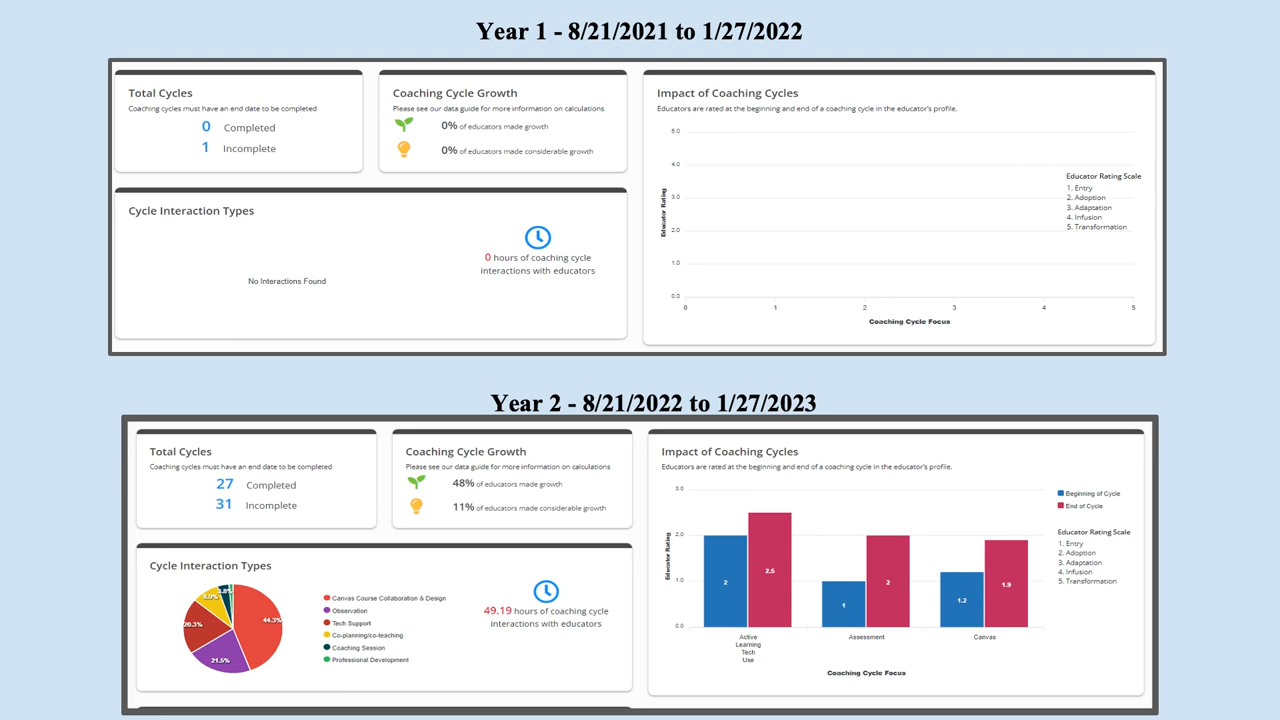 Year 1 - 8/21/2021 to 1/27/2022
Total Cycles
Coaching cycles must have an end date to be completed
0 Completed
1 Incomplete
Coaching Cycle Growth
Please see our data guide for more information on calculations
0% of educators made growth
0% of educators made considerable growth
Cycle Interaction Types
No Interactions Found
0 hours of coaching cycle
interactions with educators
Impact of Coaching Cycles
Educators are rated at the beginning and end of a coaching cycle in the educator's profile.
Educator Rating
5.0
4.0
3.0
2.0
1.0
0.0
0 1 2 3 4 5
Coaching Cycle Focus
Educator Rating Scale
1. Entry
2. Adoption
3. Adaptation
4. Infusion
5. Transformation
Year 2 - 8/21/2022 to 1/27/2023
Total Cycles
Coaching cycles must have an end date to be completed
27 Completed
31 Incomplete
Coaching Cycle Growth
Please see our data guide for more information on calculations
48% of educators made growth
11% of educators made considerable growth
Cycle Interaction Types
44.3%
21.5%
20.3%
8.9%
Canvas Course Collaboration & Design
Observation
Tech Support
Co-planning/co-teaching
Coaching Session
Professional Development
49.19 hours of coaching cycle
interactions with educators
Impact of Coaching Cycles
Educators are rated at the beginning and end of a coaching cycle in the educator's profile.
Educator Rating
3.0
2.0
1.0
0.0
2
2.5
1
2
1.2
1.9
Active
Learning
Tech
Use
Assessment
Canvas
Coaching Cycle Focus
Beginning of Cycle
End of Cycle
Educator Rating Scale
1. Entry
2. Adoption
3. Adaptation
4. Infusion
5. Transformation